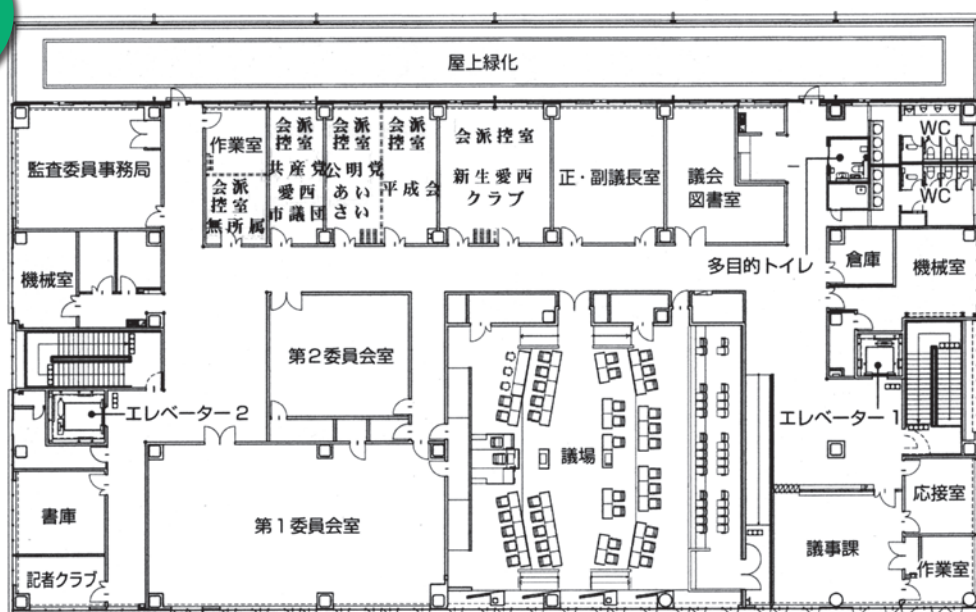 屋上緑化
監査委員事務局
作業室
会派
控室
無所属
会派
控室
共産党
愛西
市議団
会派
控室
公明党
あい
さい
会派
控室
平成会
会派控室
新生愛西
クラブ
正・副議長室
議会
図書室
WC
WC
多目的トイレ
倉庫
機械室
機械室
第2委員会室
エレベーター2
エレベーター1
議場
第1委員会室
書庫
記者クラブ
議事課
応接室
作業室